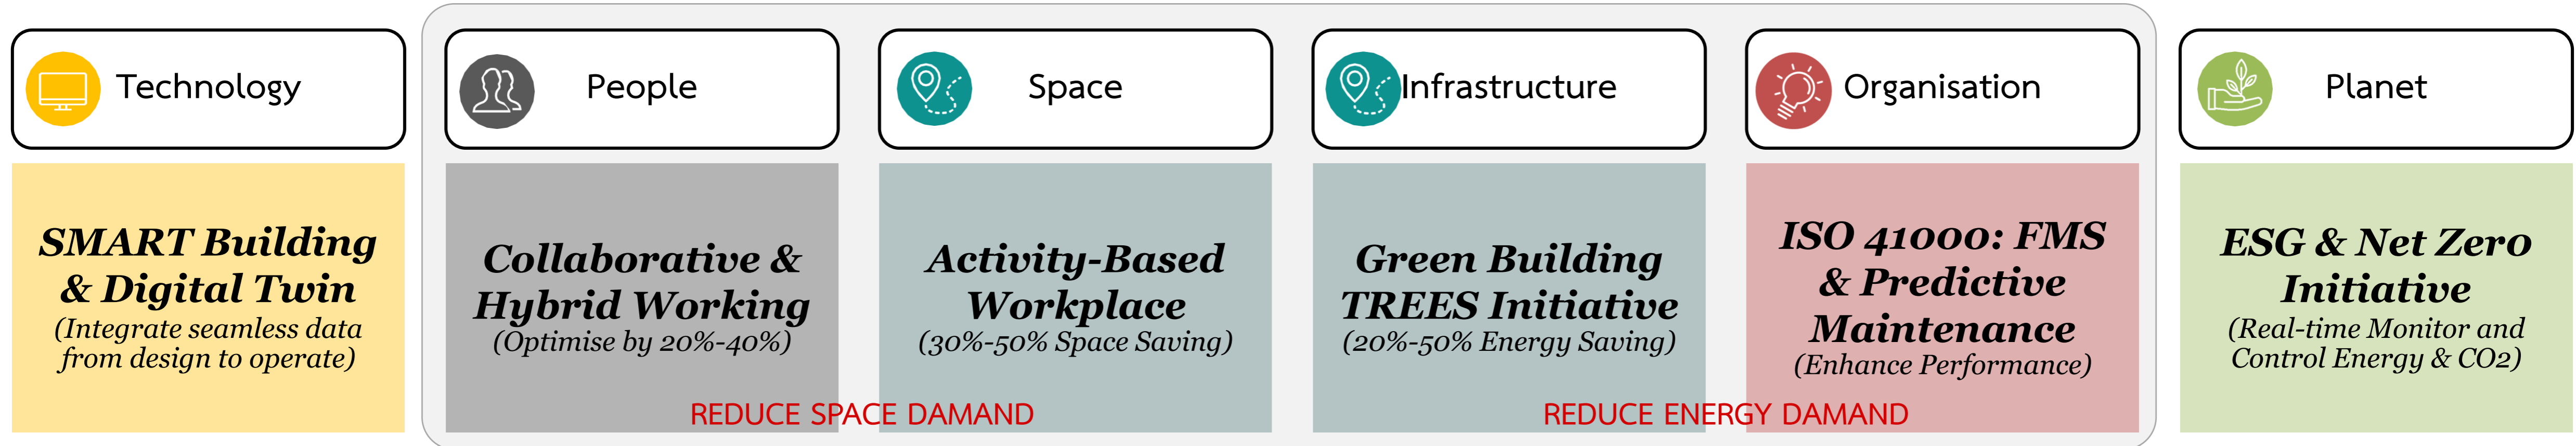 Technology
SMART Building
& Digital Twin
(Integrate seamless data
from design to operate)
People
Collaborative &
Hybrid Working
(Optimise by 20%-40%)
Space
Activity-Based
Workplace
(30%-50% Space Saving)
REDUCE SPACE DAMAND
Infrastructure
Green Building
TREES Initiative
(20%-50% Energy Saving)
Organisation
ISO 41000: FMS
& Predictive
Maintenance
(Enhance Performance)
REDUCE ENERGY DAMAND
Planet
ESG & Net Zero
Initiative
(Real-time Monitor and
Control Energy & CO2)